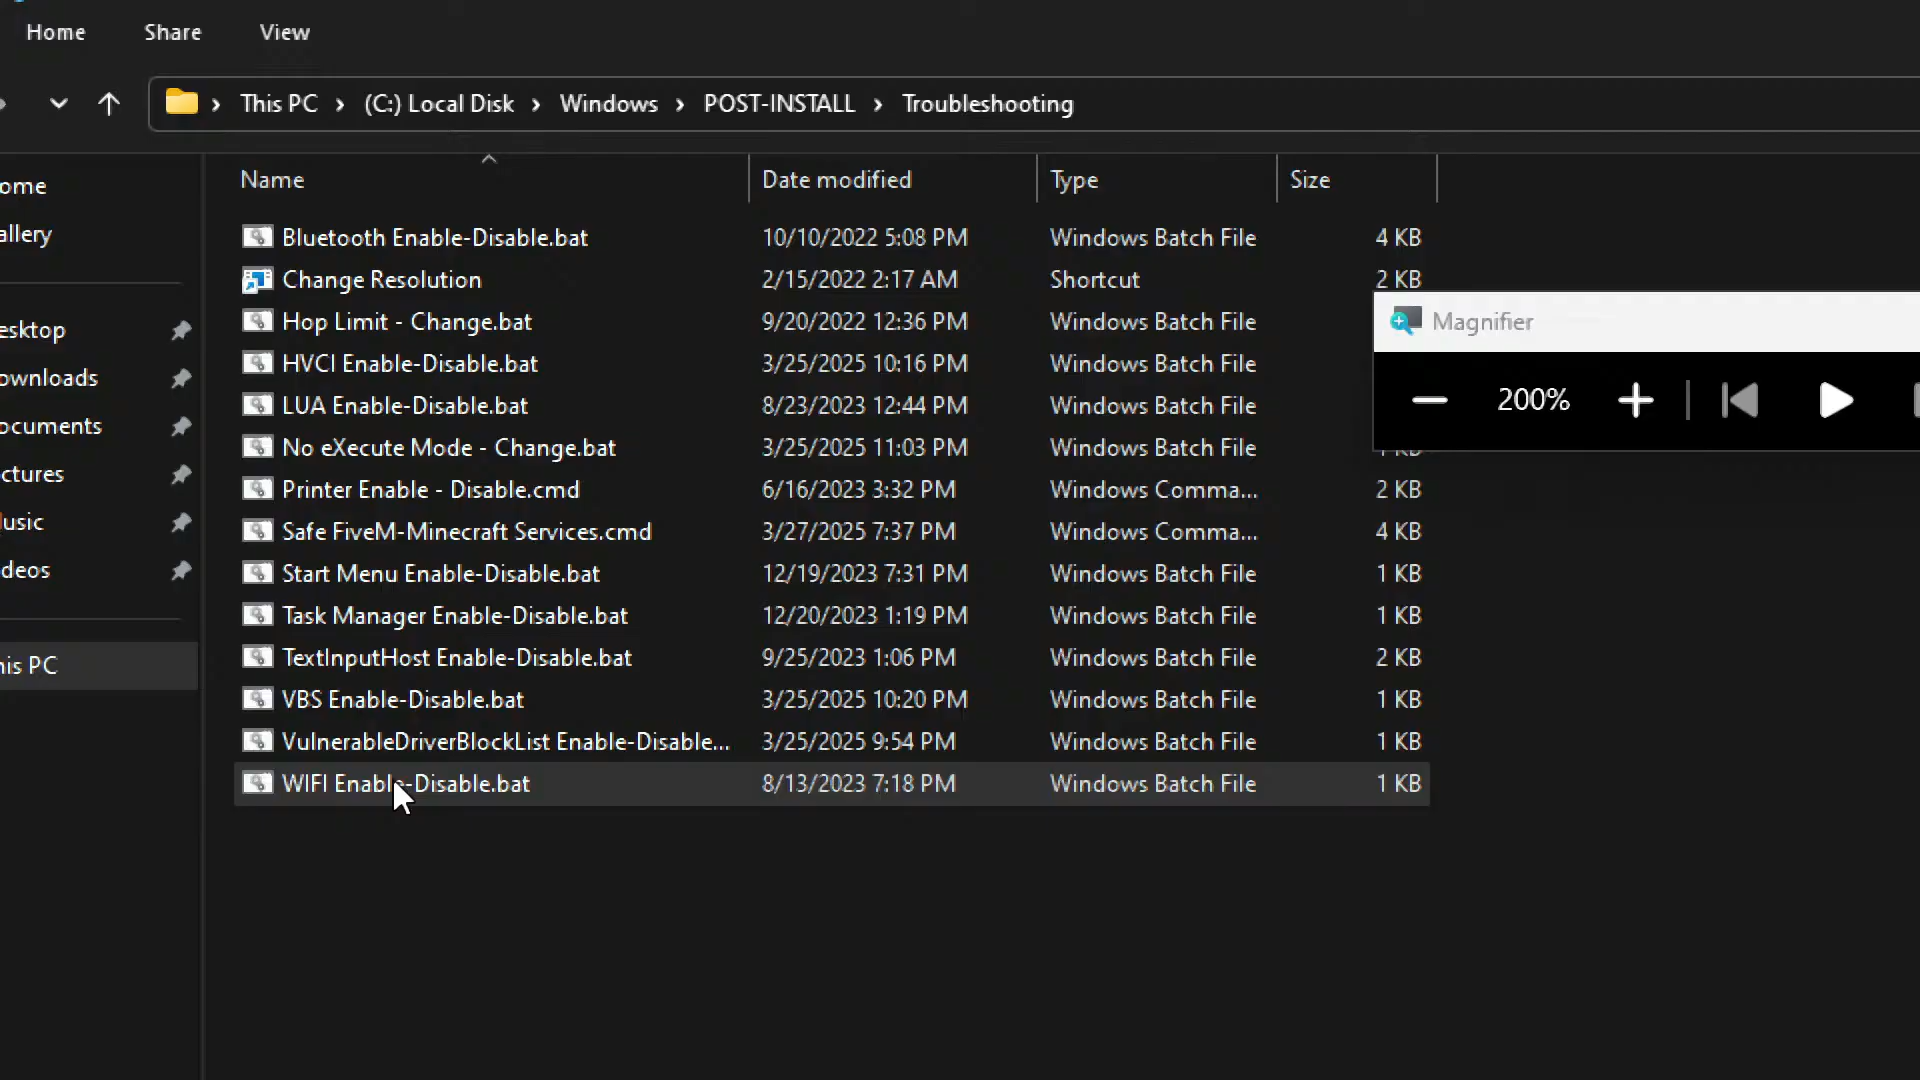 Home Share View
This PC (C:) Local Disk Windows POST-INSTALL Troubleshooting
Name Date modified Type Size
ome
allery
esktop
ownloads
ocuments
ctures
usic
deos
his PC
Bluetooth Enable-Disable.bat 10/10/2022 5:08 PM Windows Batch File 4 KB
Change Resolution 2/15/2022 2:17 AM Shortcut 2 KB
Hop Limit - Change.bat 9/20/2022 12:36 PM Windows Batch File
HVCI Enable-Disable.bat 3/25/2025 10:16 PM Windows Batch File
LUA Enable-Disable.bat 8/23/2023 12:44 PM Windows Batch File
No eXecute Mode - Change.bat 3/25/2025 11:03 PM Windows Batch File
Printer Enable - Disable.cmd 6/16/2023 3:32 PM Windows Comma... 2 KB
Safe FiveM-Minecraft Services.cmd 3/27/2025 7:37 PM Windows Comma... 4 KB
Start Menu Enable-Disable.bat 12/19/2023 7:31 PM Windows Batch File 1 KB
Task Manager Enable-Disable.bat 12/20/2023 1:19 PM Windows Batch File 1 KB
TextInputHost Enable-Disable.bat 9/25/2023 1:06 PM Windows Batch File 2 KB
VBS Enable-Disable.bat 3/25/2025 10:20 PM Windows Batch File 1 KB
VulnerableDriverBlockList Enable-Disable... 3/25/2025 9:54 PM Windows Batch File 1 KB
WIFI Enable-Disable.bat 8/13/2023 7:18 PM Windows Batch File 1 KB
Magnifier
200%